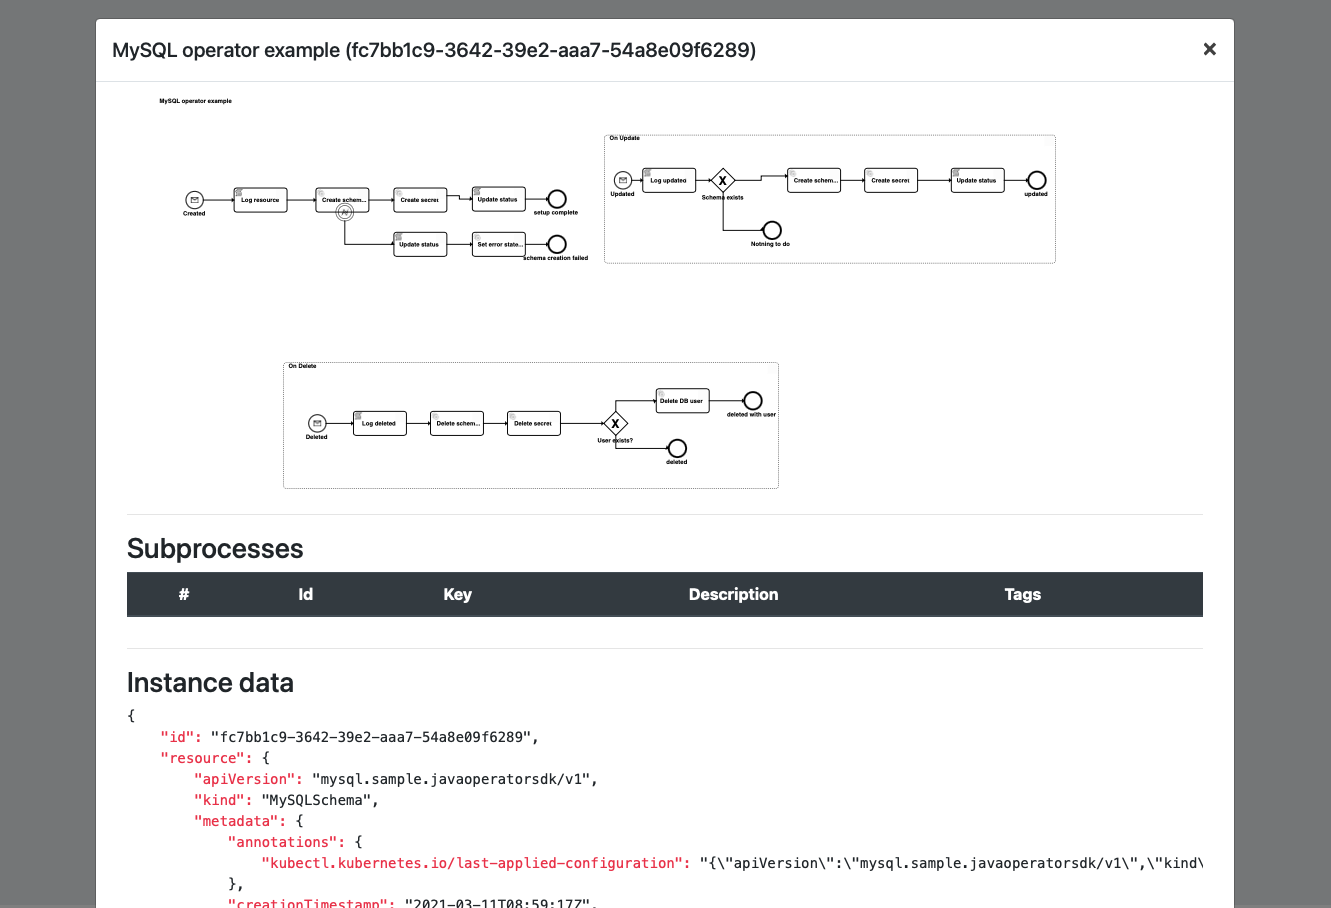 MySQL operator example (fc7bb1c9-3642-39e2-aaa7-54a8e09f6289)
×
MySQL operator example
Created
Log resource
Create schem...
Create secret
Update status
setup complete
Update status
Set error state...
schema creation failed
On Update
Updated
Log updated
X
Schema exists
Create schem...
Create secret
Update status
updated
Notning to do
On Delete
Deleted
Log deleted
Delete schem...
Delete secret
X
User exists?
Delete DB user
deleted with user
deleted
Subprocesses
# Id Key Description Tags
Instance data
{
"id": "fc7bb1c9-3642-39e2-aaa7-54a8e09f6289",
"resource": {
"apiVersion": "mysql.sample.javaoperatorsdk/v1",
"kind": "MySQLSchema",
"metadata": {
"annotations": {
"kubectl.kubernetes.io/last-applied-configuration": "{\"apiVersion\":\"mysql.sample.javaoperatorsdk/v1\",\"kind\
},
"creationTimestamp": "2021-03-11T08:59:17Z",